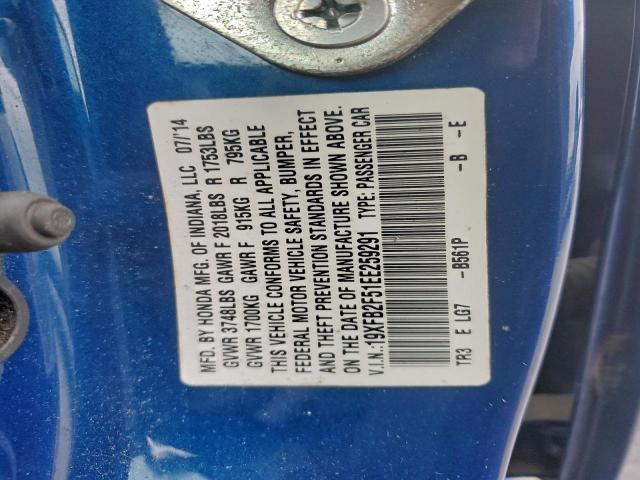 MFD. BY HONDA MFG. OF INDIANA, LLC 07/'14
GVWR 3748LBS GAWR F 2018LBS R 1753LBS
GVWR 1700KG GAWR F 915KG R 795KG
THIS VEHICLE CONFORMS TO ALL APPLICABLE
FEDERAL MOTOR VEHICLE SAFETY, BUMPER,
AND THEFT PREVENTION STANDARDS IN EFFECT
ON THE DATE OF MANUFACTURE SHOWN ABOVE.
V.I.N.:19XFB2F51EE259291 TYPE: PASSENGER CAR
TR3 E LG7 -B561P -B -E